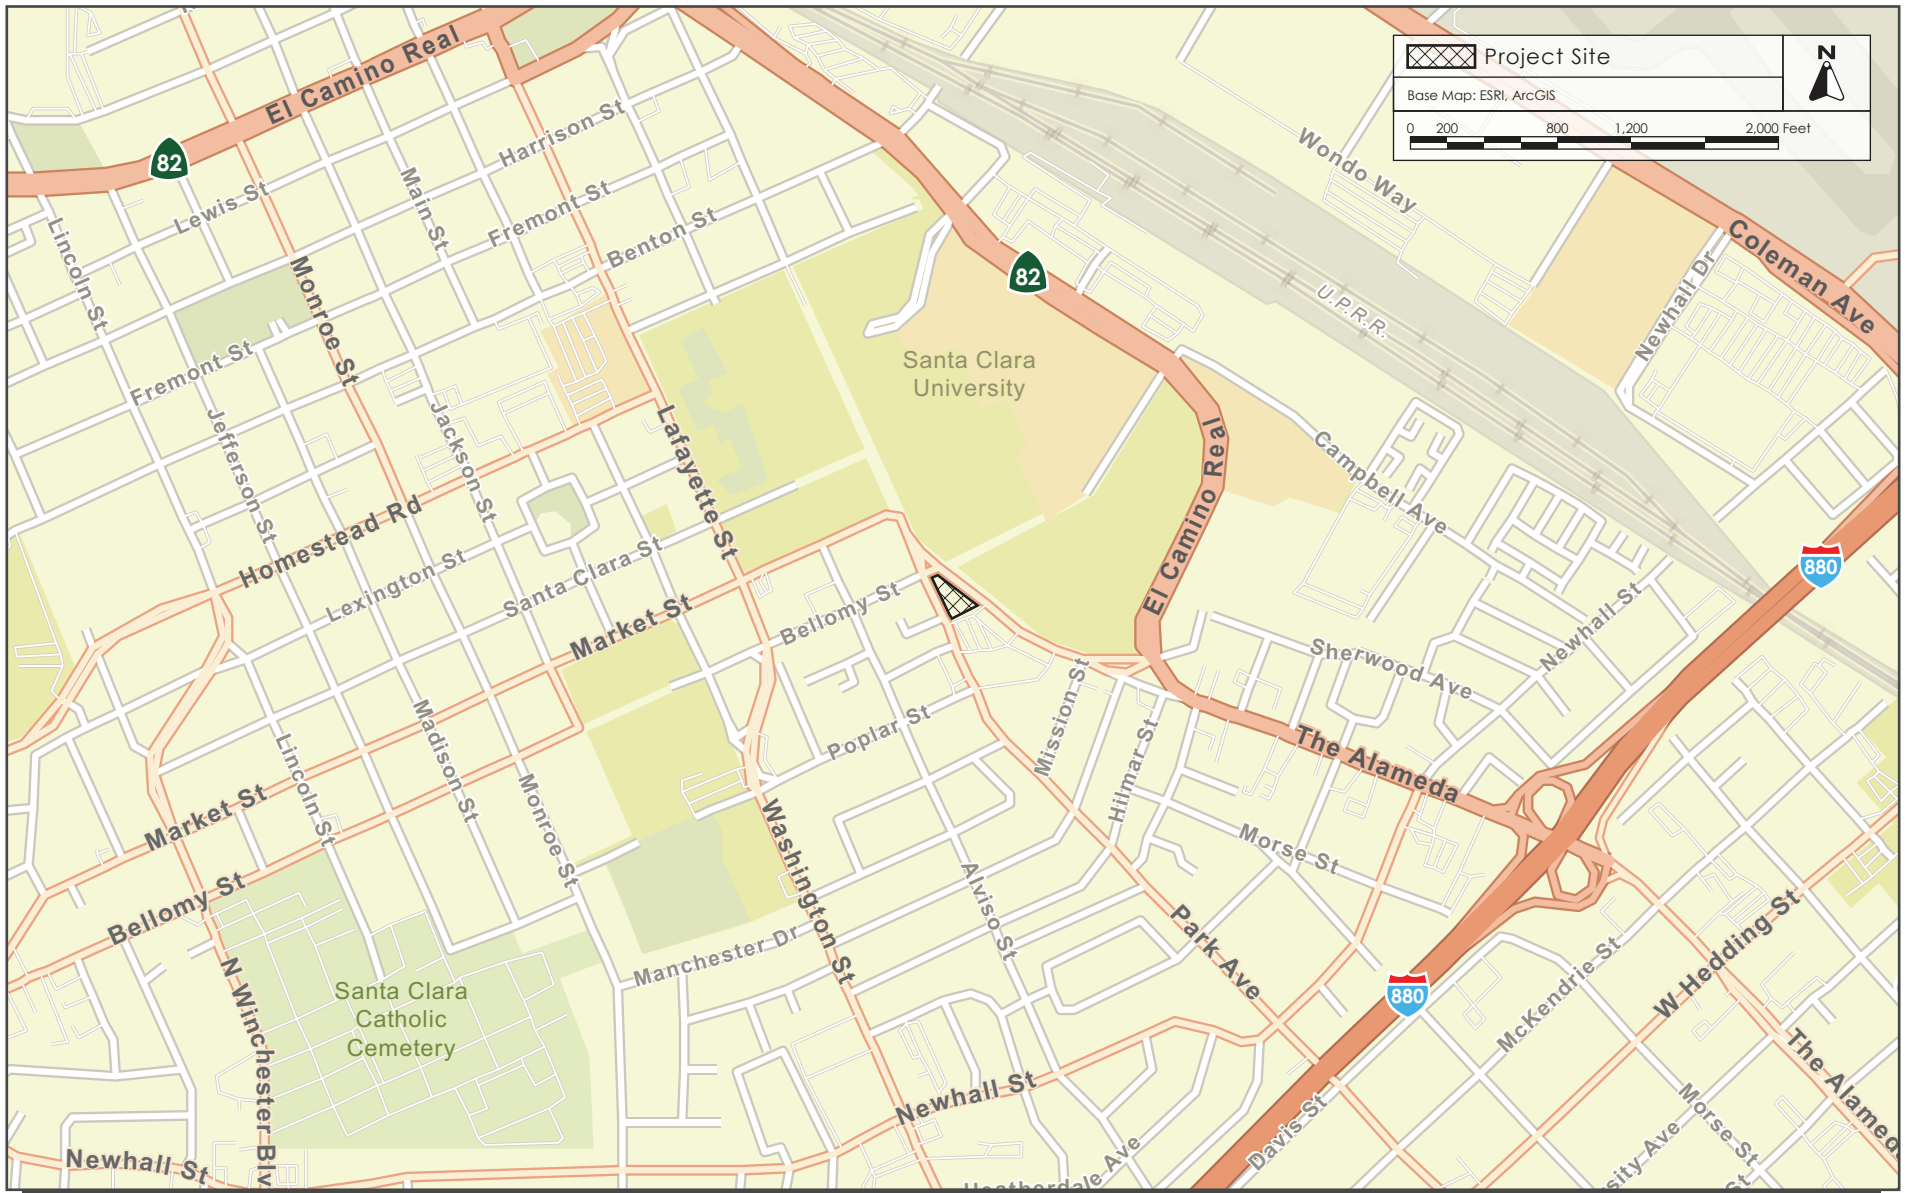 Project Site
N
Base Map: ESRI, ArcGIS
0 200 800 1,200 2,000 Feet
El Camino Real
82
Harrison St
Lewis St
Main St
Fremont St
Benton St
Lincoln St
Monroe St
Wondo Way
Coleman Ave
Newhall Dr
82
U.P.R.R.
Santa Clara
University
Fremont St
Jefferson St
Jackson St
Lafayette St
El Camino Real
Campbell Ave
Homestead Rd
Lexington St
Santa Clara St
Market St
Bellomy St
880
Newhall St
Sherwood Ave
Mission St
Poplar St
Hilmar St
The Alameda
Madison St
Lincoln St
Monroe St
Market St
Washington St
Morse St
Bellomy St
Alviso St
Park Ave
W Hedding St
McKendrie St
Manchester Dr
N Winchester Blv
Santa Clara
Catholic
Cemetery
880
The Alameda
Newhall St
Davis St
Morse St
Newhall St
Heatherdale Ave
sity Ave
St